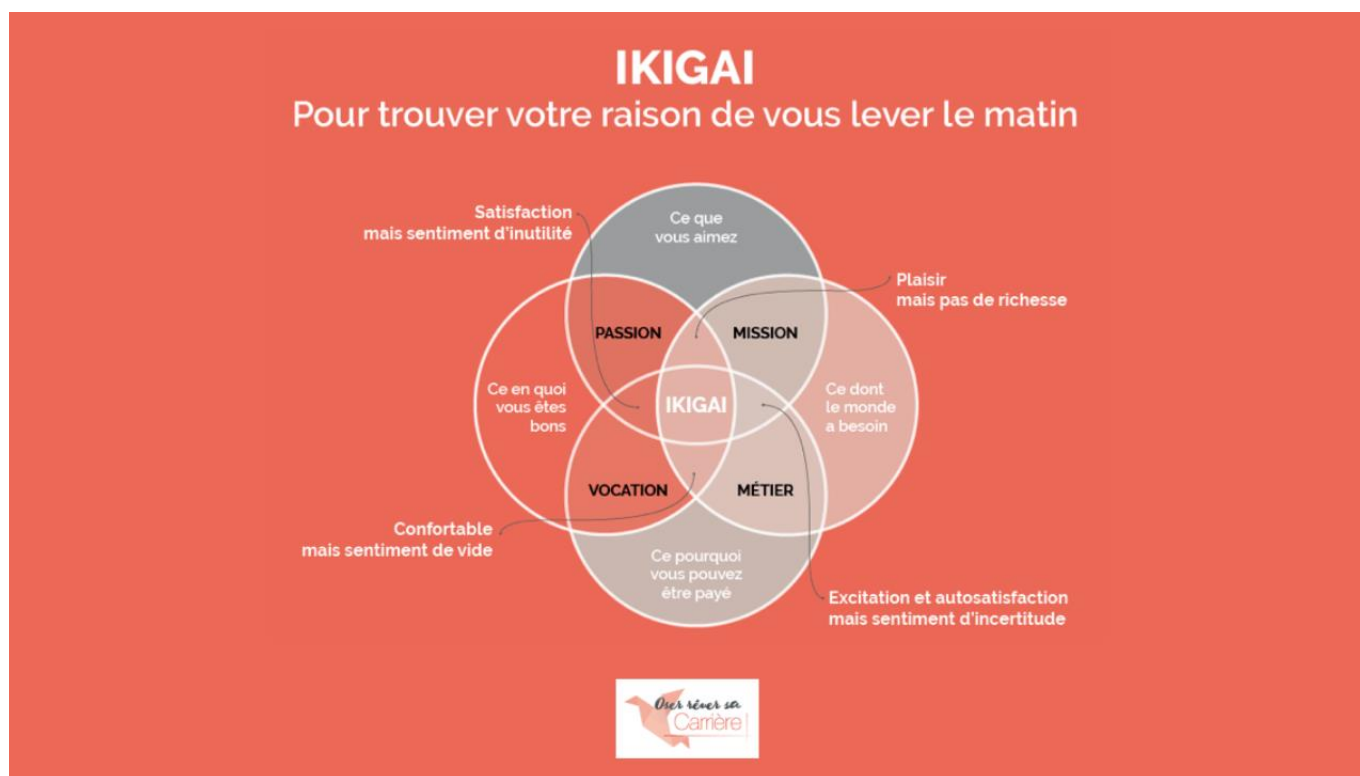 IKIGAI
Pour trouver votre raison de vous lever le matin
Satisfaction
mais sentiment d'inutilité
Ce que
vous aimez
Plaisir
mais pas de richesse
PASSION
MISSION
Ce en quoi
vous êtes
bons
IKIGAI
Ce dont
le monde
a besoin
VOCATION
MÉTIER
Confortable
mais sentiment de vide
Ce pourquoi
vous pouvez
être payé
Excitation et autosatisfaction
mais sentiment d'incertitude
Oser rêver sa
Carrière